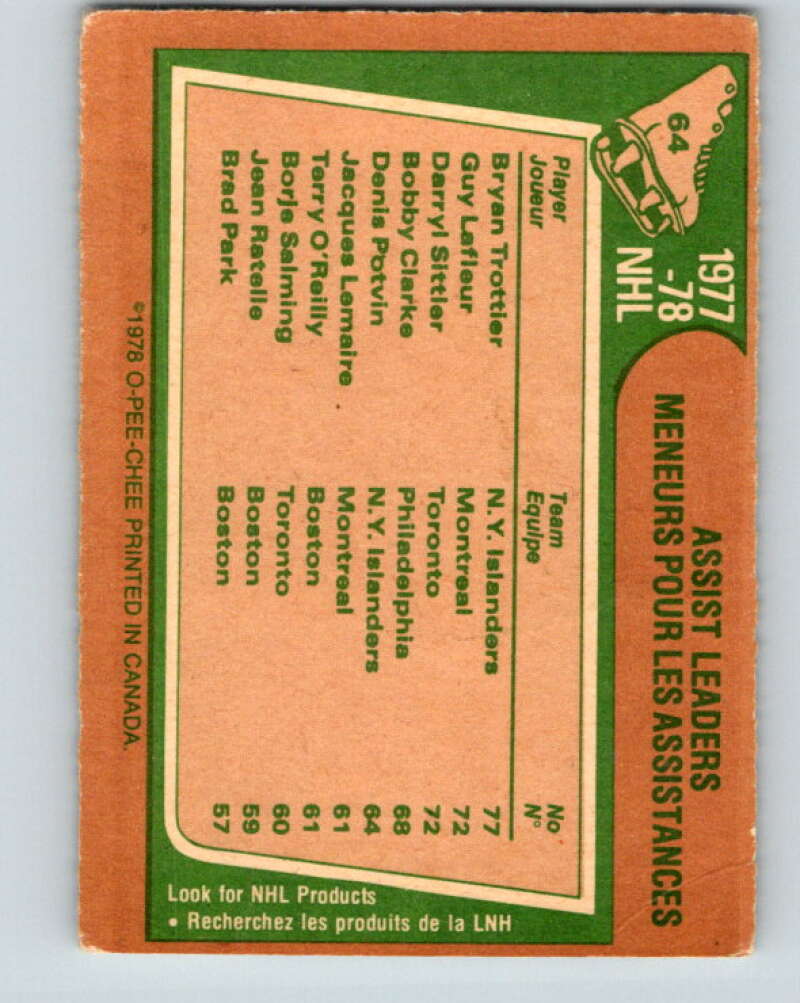 64
1977
-78
NHL
ASSIST LEADERS
MENEURS POUR LES ASSISTANCES
Player Team No
Joueur Equipe N°
Bryan Trottier N.Y. Islanders 77
Guy Lafleur Montreal 72
Darryl Sittler Toronto 72
Bobby Clarke Philadelphia 68
Denis Potvin N.Y. Islanders 64
Jacques Lemaire Montreal 61
Terry O'Reilly Boston 61
Borje Salming Toronto 60
Jean Ratelle Boston 59
Brad Park Boston 57
Look for NHL Products
• Recherchez les produits de la LNH
©1978 O-PEE-CHEE PRINTED IN CANADA.